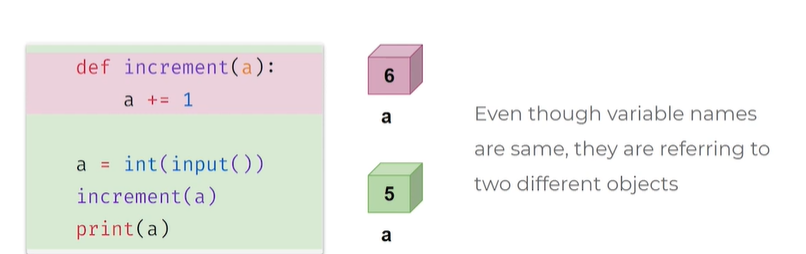 def increment(a):
    a += 1
a = int(input())
increment(a)
print(a)
6
a
5
a
Even though variable names
are same, they are referring to
two different objects